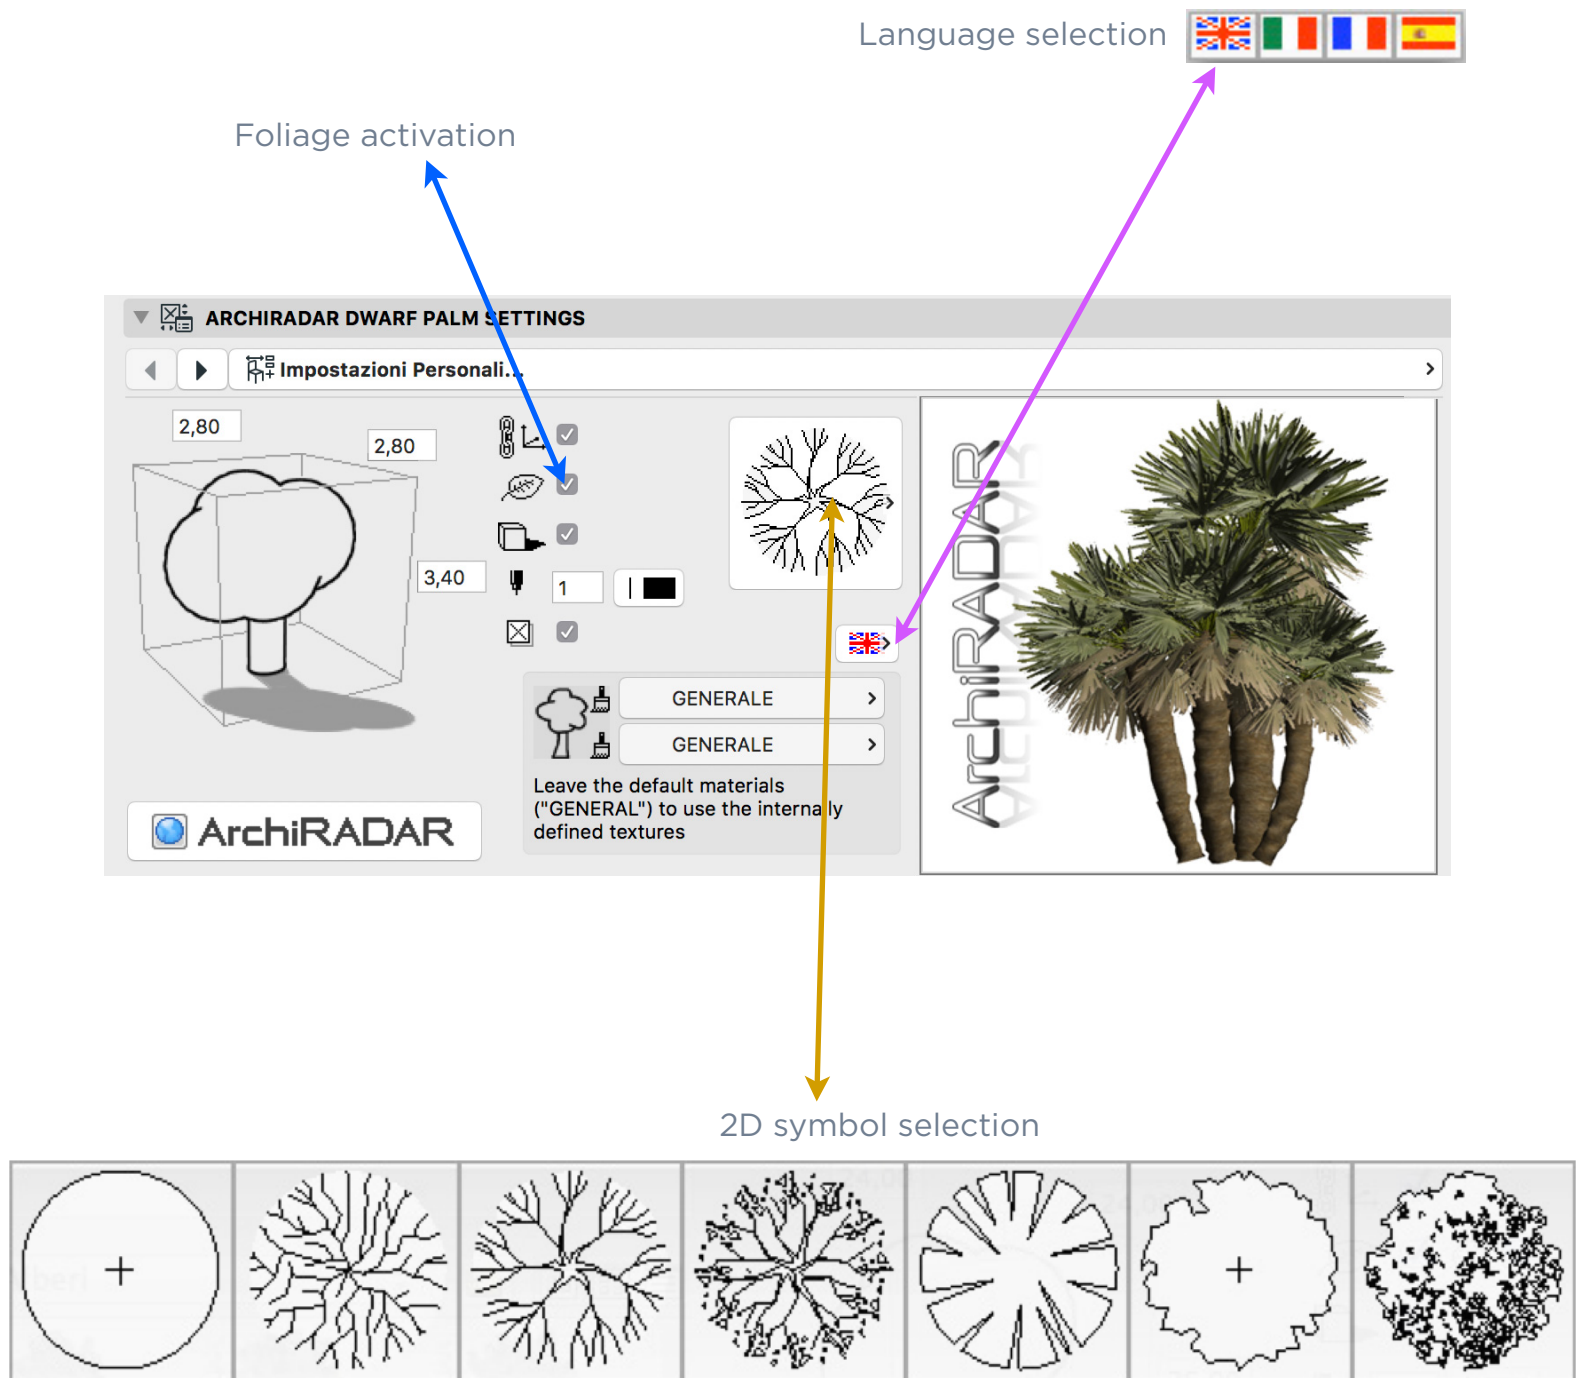 Language selection
Foliage activation
ARCHIRADAR DWARF PALM SETTINGS
Impostazioni Personali...
2,80
2,80
3,40
1
GENERALE
GENERALE
Leave the default materials
("GENERAL") to use the internally
defined textures
ArchiRADAR
ArchiRADAR
2D symbol selection